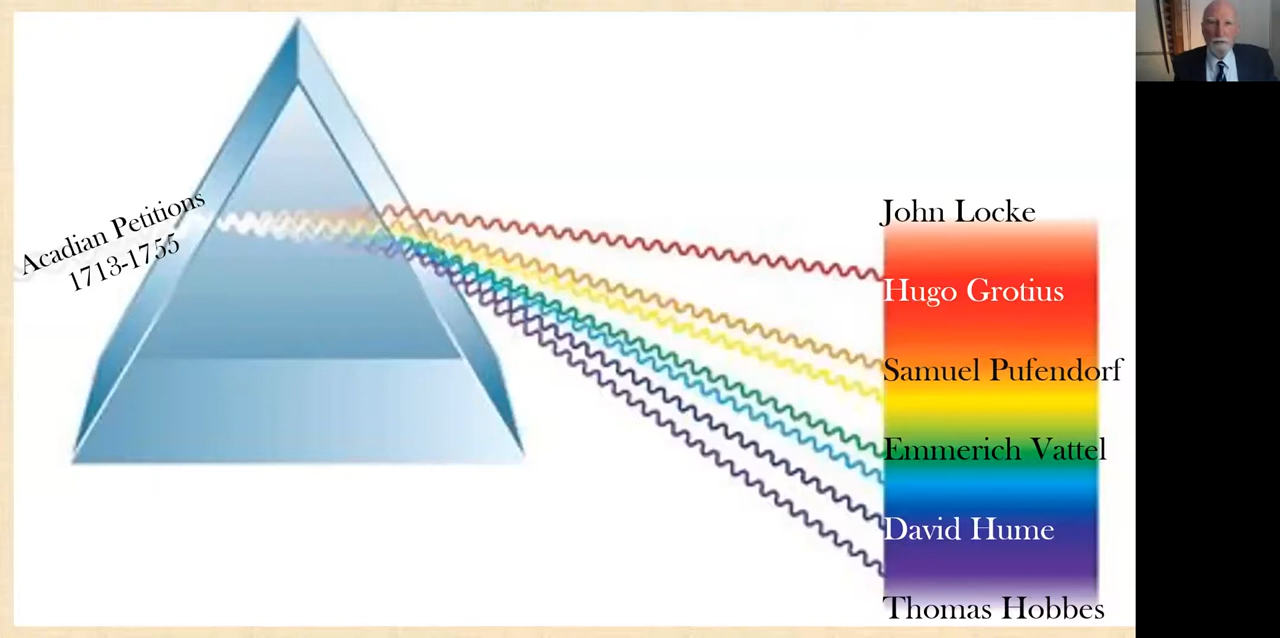 Acadian Petitions
1713-1755
John Locke
Hugo Grotius
Samuel Pufendorf
Emmerich Vattel
David Hume
Thomas Hobbes